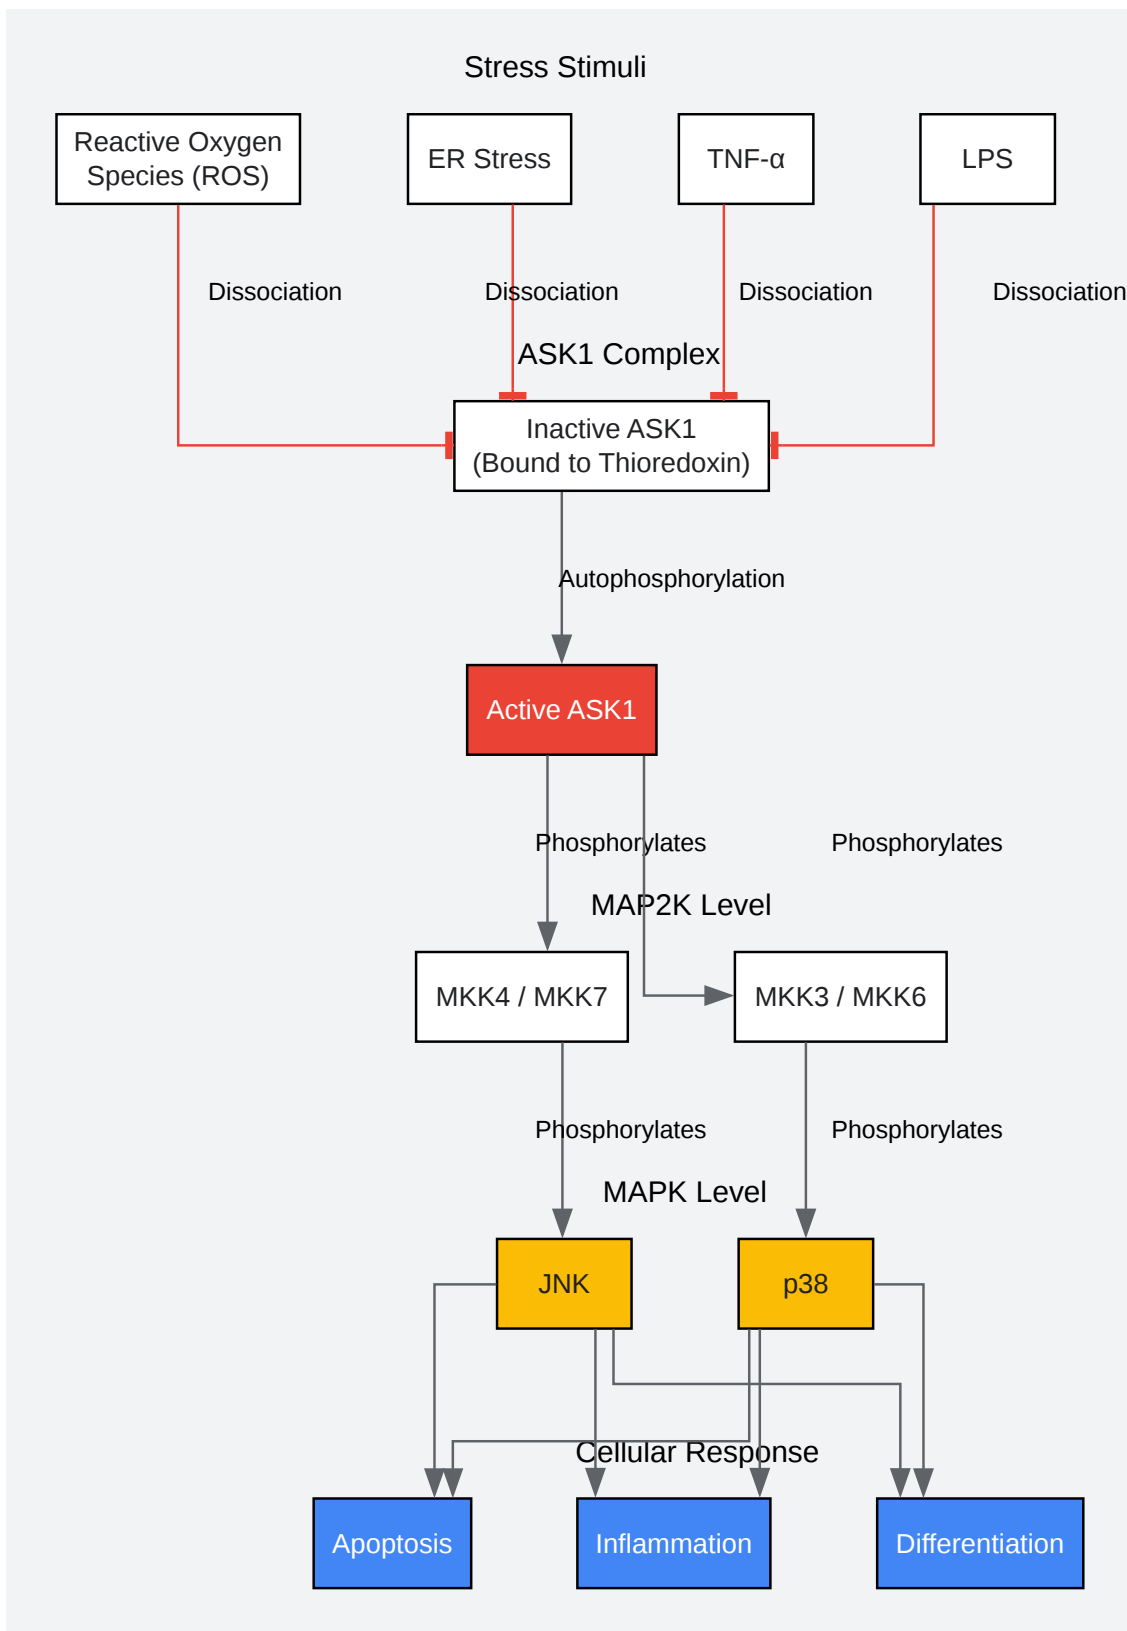 Stress Stimuli
Reactive Oxygen
Species (ROS)
ER Stress
TNF-α
LPS
Dissociation
Dissociation
Dissociation
Dissociation
ASK1 Complex
Inactive ASK1
(Bound to Thioredoxin)
Autophosphorylation
Active ASK1
Phosphorylates
Phosphorylates
MAP2K Level
MKK4 / MKK7
MKK3 / MKK6
Phosphorylates
Phosphorylates
MAPK Level
JNK
p38
Cellular Response
Apoptosis
Inflammation
Differentiation